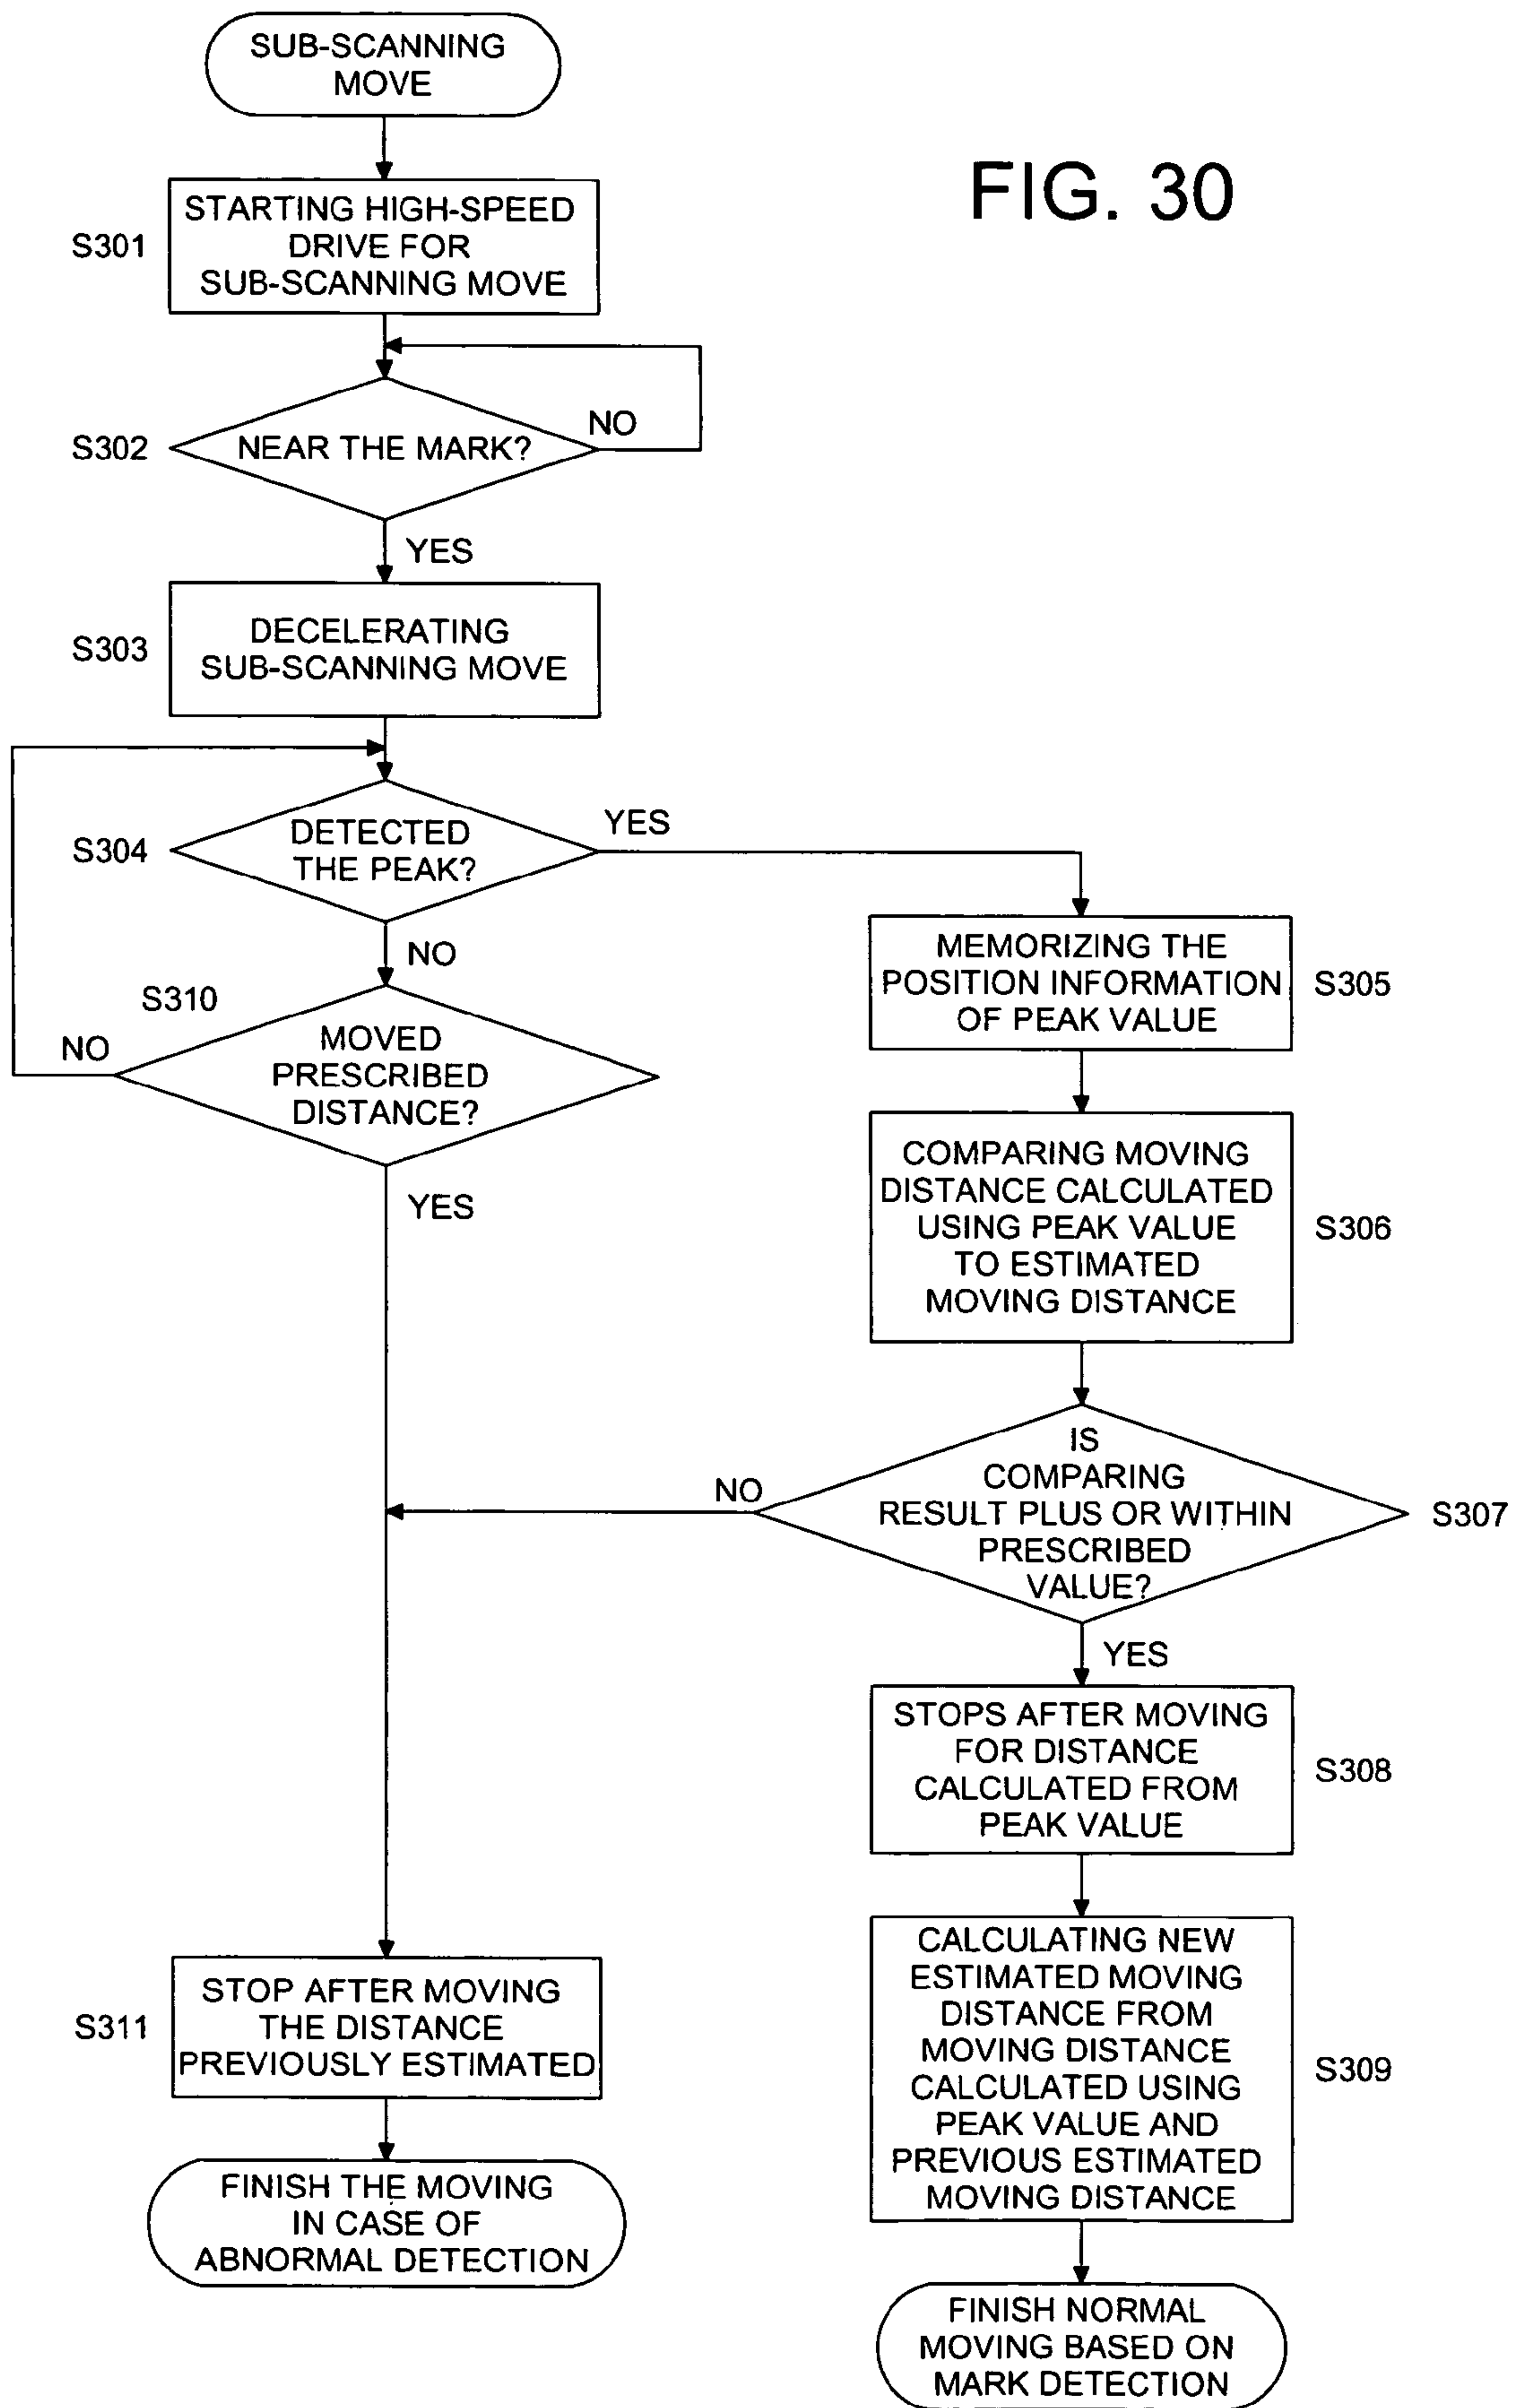 SUB-SCANNING
MOVE
FIG. 30
S301
STARTING HIGH-SPEED
DRIVE FOR
SUB-SCANNING MOVE
S302
NEAR THE MARK?
NO
YES
S303
DECELERATING
SUB-SCANNING MOVE
S304
DETECTED
THE PEAK?
YES
NO
S310
NO
MOVED
PRESCRIBED
DISTANCE?
YES
MEMORIZING THE
POSITION INFORMATION
OF PEAK VALUE
S305
COMPARING MOVING
DISTANCE CALCULATED
USING PEAK VALUE
TO ESTIMATED
MOVING DISTANCE
S306
NO
IS
COMPARING
RESULT PLUS OR WITHIN
PRESCRIBED
VALUE?
S307
YES
STOPS AFTER MOVING
FOR DISTANCE
CALCULATED FROM
PEAK VALUE
S308
CALCULATING NEW
ESTIMATED MOVING
DISTANCE FROM
MOVING DISTANCE
CALCULATED USING
PEAK VALUE AND
PREVIOUS ESTIMATED
MOVING DISTANCE
S309
S311
STOP AFTER MOVING
THE DISTANCE
PREVIOUSLY ESTIMATED
FINISH THE MOVING
IN CASE OF
ABNORMAL DETECTION
FINISH NORMAL
MOVING BASED ON
MARK DETECTION